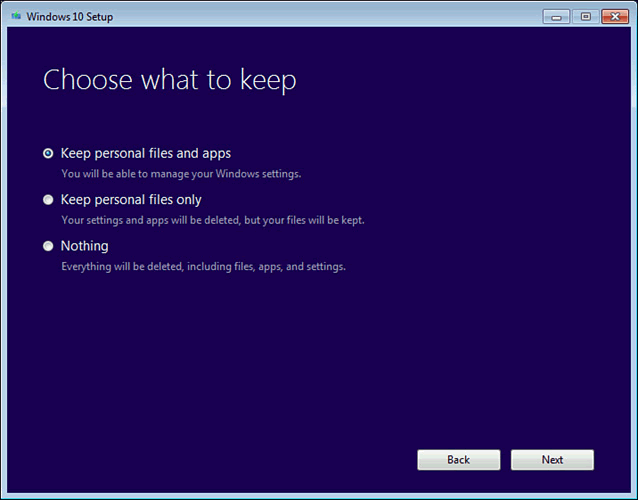 Windows 10 Setup
Choose what to keep
Keep personal files and apps
You will be able to manage your Windows settings.
Keep personal files only
Your settings and apps will be deleted, but your files will be kept.
Nothing
Everything will be deleted, including files, apps, and settings.
Back Next